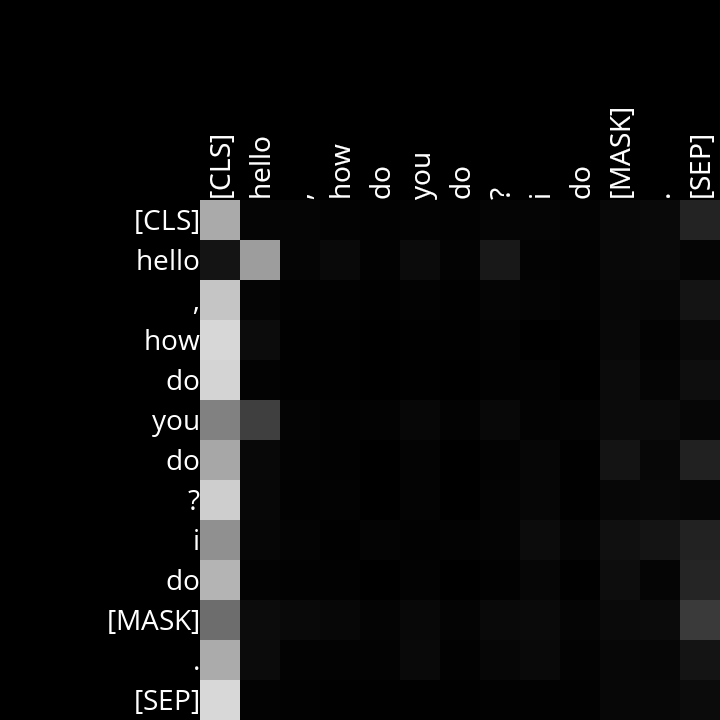 [CLS] hello , how do you do ? i do [MASK] . [SEP]
[CLS]
hello
,
how
do
you
do
?
i
do
[MASK]
.
[SEP]